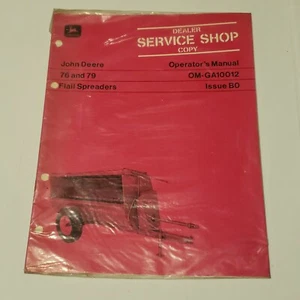 DEALER
SERVICE SHOP
COPY
John Deere
Operator's Manual
76 and 79
OM-GA10012
Flail Spreaders
Issue B0